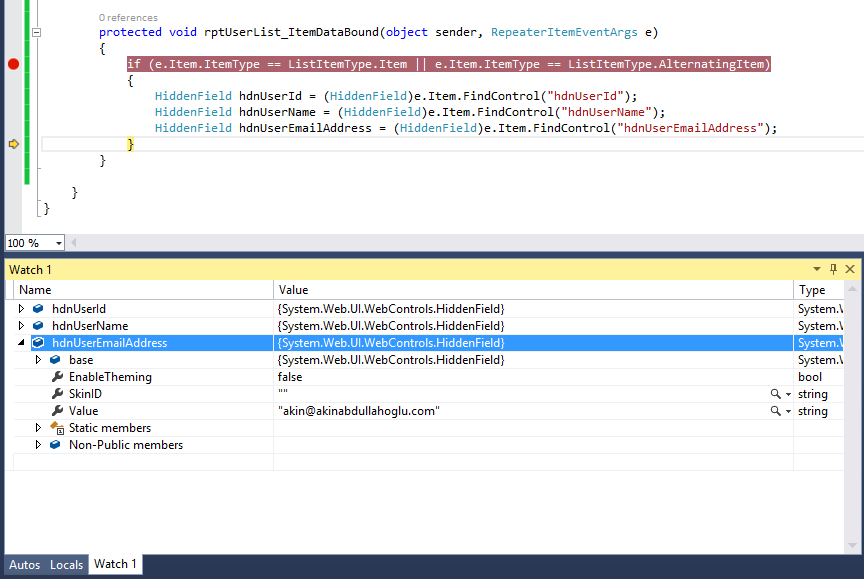 0 references
protected void rptUserList_ItemDataBound(object sender, RepeaterItemEventArgs e)
{
if (e.Item.ItemType == ListItemType.Item || e.Item.ItemType == ListItemType.AlternatingItem)
{
HiddenField hdnUserId = (HiddenField)e.Item.FindControl("hdnUserId");
HiddenField hdnUserName = (HiddenField)e.Item.FindControl("hdnUserName");
HiddenField hdnUserEmailAddress = (HiddenField)e.Item.FindControl("hdnUserEmailAddress");
}
}
}
}
100 %
Watch 1
Name Value Type
hdnUserId {System.Web.UI.WebControls.HiddenField} System.W
hdnUserName {System.Web.UI.WebControls.HiddenField} System.W
hdnUserEmailAddress {System.Web.UI.WebControls.HiddenField} System.W
base {System.Web.UI.WebControls.HiddenField} System.W
EnableTheming false bool
SkinID "" string
Value "akin@akinabdullahoglu.com" string
Static members
Non-Public members
Autos Locals Watch 1